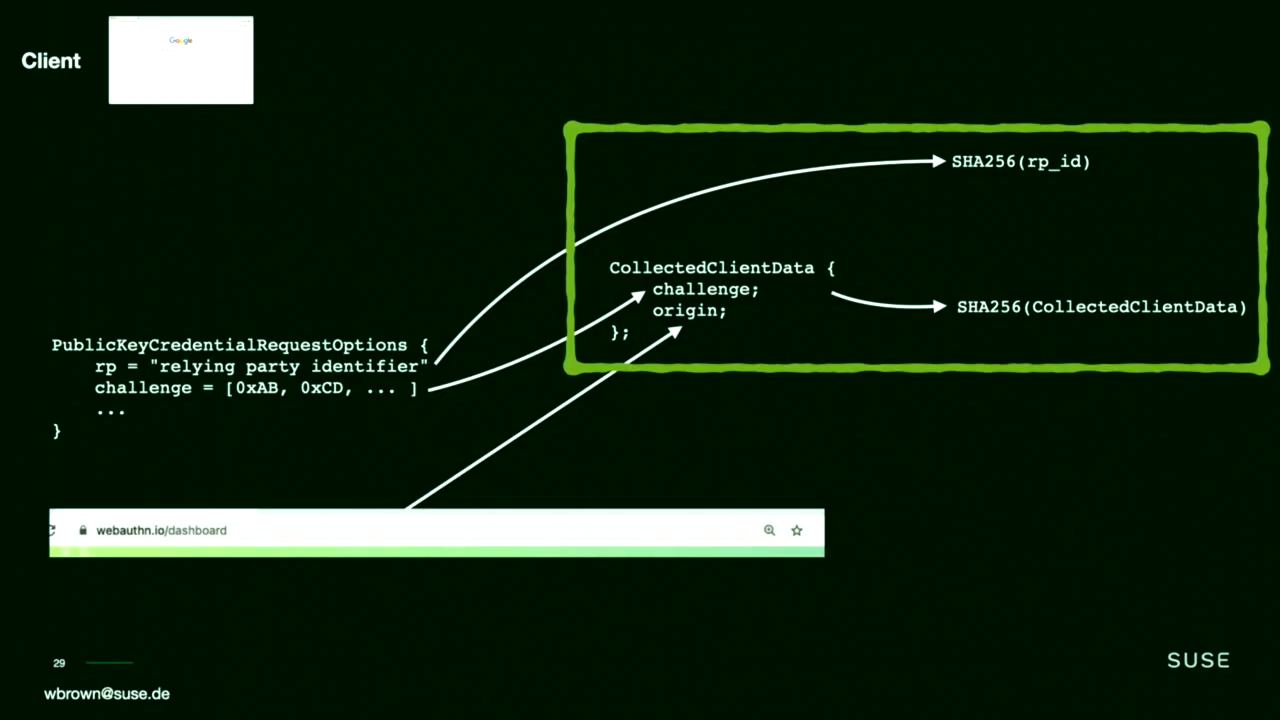 Client
Google
SHA256(rp_id)
CollectedClientData {
challenge;
origin;
};
SHA256(CollectedClientData)
PublicKeyCredentialRequestOptions {
rp = "relying party identifier"
challenge = [0xAB, 0xCD, ... ]
...
}
webauthn.io/dashboard
29
SUSE
wbrown@suse.de